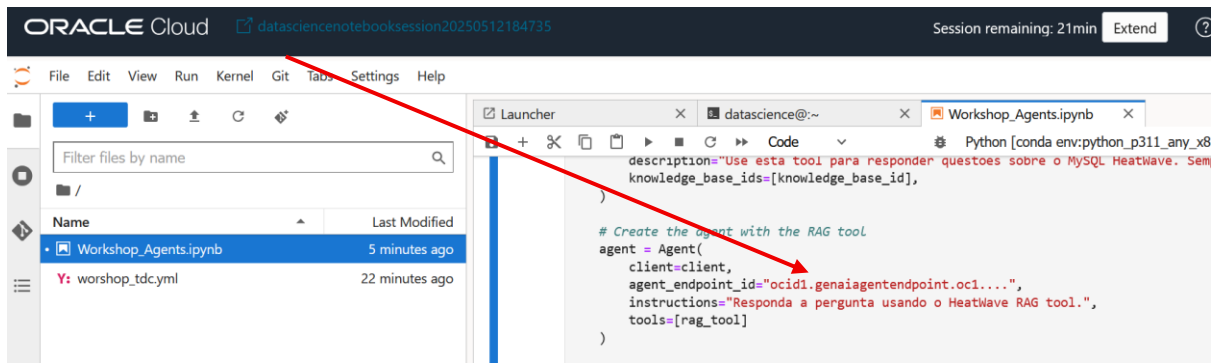 ORACLE Cloud datasciencenotebooksession20250512184735 Session remaining: 21min Extend
File Edit View Run Kernel Git Tabs Settings Help
Launcher datascience@:~ Workshop_Agents.ipynb
Code Python [conda env:python_p311_any_x8
Filter files by name
/
Name Last Modified
Workshop_Agents.ipynb 5 minutes ago
Y: worshop_tdc.yml 22 minutes ago
description="Use esta tool para responder questoes sobre o MySQL HeatWave. Semp
knowledge_base_ids=[knowledge_base_id],
)
# Create the agent with the RAG tool
agent = Agent(
client=client,
agent_endpoint_id="ocid1.genaiagentendpoint.oc1....",
instructions="Responda a pergunta usando o HeatWave RAG tool.",
tools=[rag_tool]
)